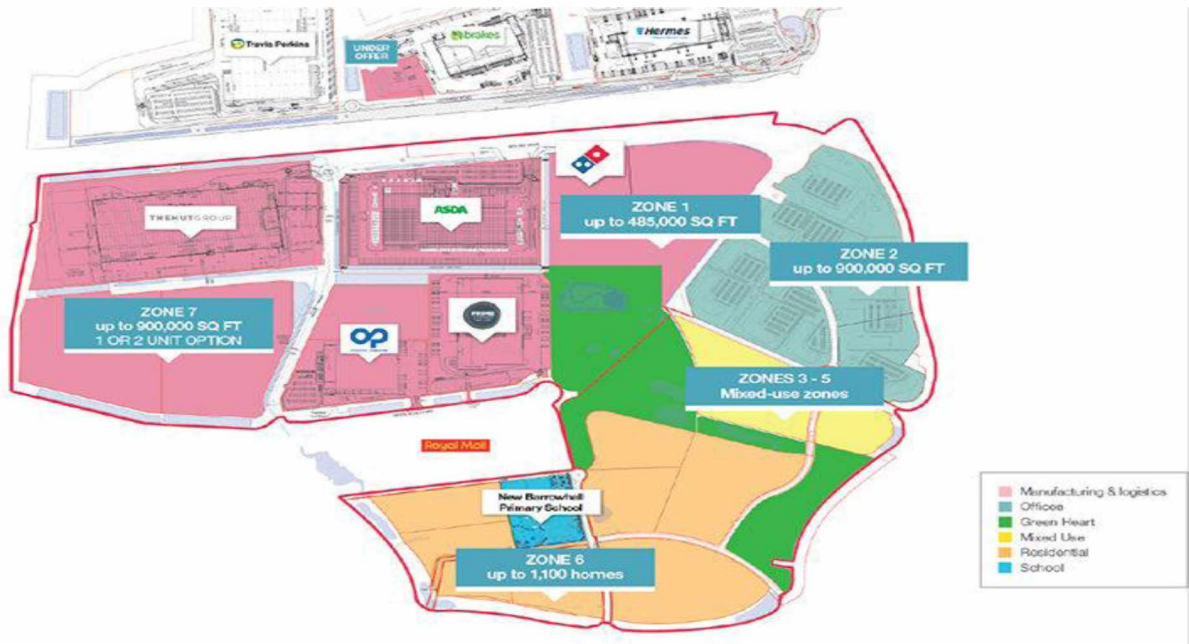 Travis Perkins
UNDER
OFFER
brakes
Hermes
THEHUTGROUP
ASDA
ZONE 1
up to 485,000 SQ FT
ZONE 2
up to 900,000 SQ FT
ZONE 7
up to 900,000 SQ FT
1 OR 2 UNIT OPTION
op
ZONES 3 - 5
Mixed-use zones
Royal Mail
New Barrowhall
Primary School
ZONE 6
up to 1,100 homes
Manufacturing & logistics
Offices
Green Heart
Mixed Use
Residential
School